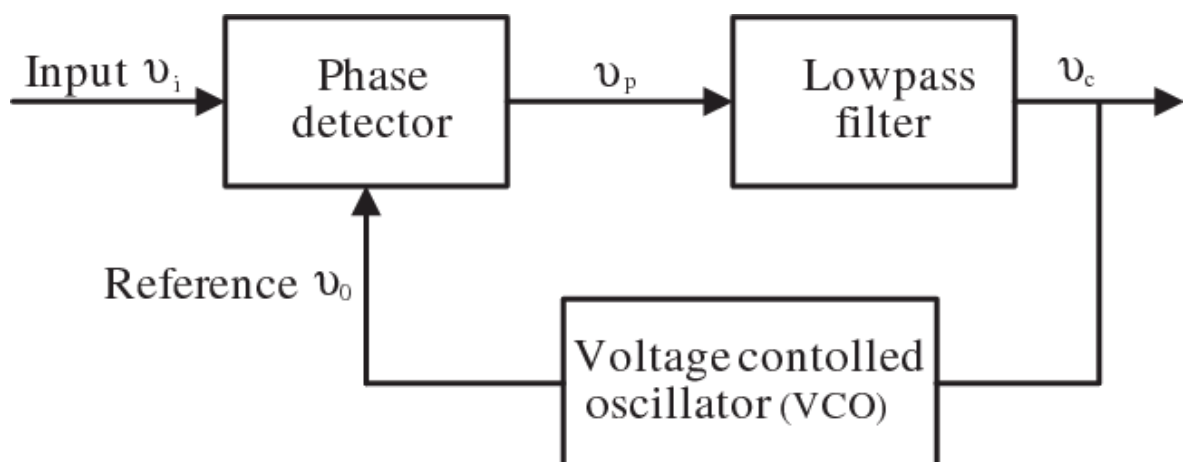 Input υi
Phase
detector
υp
Lowpass
filter
υc
Reference υ0
Voltage contolled
oscillator (VCO)